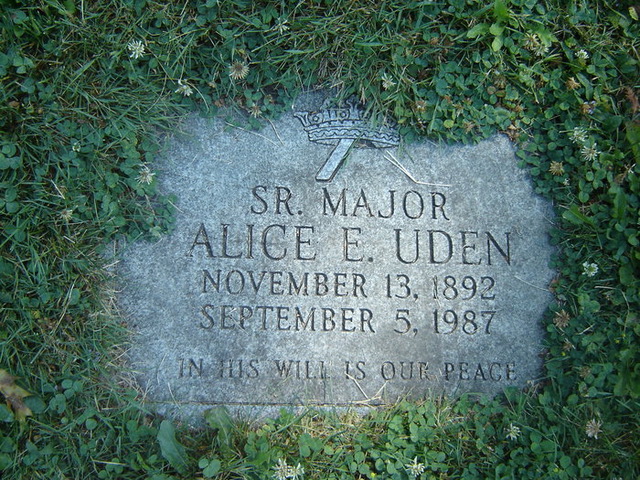 SR. MAJOR
ALICE E. UDEN
NOVEMBER 13, 1892
SEPTEMBER 5, 1987
IN HIS WILL IS OUR PEACE